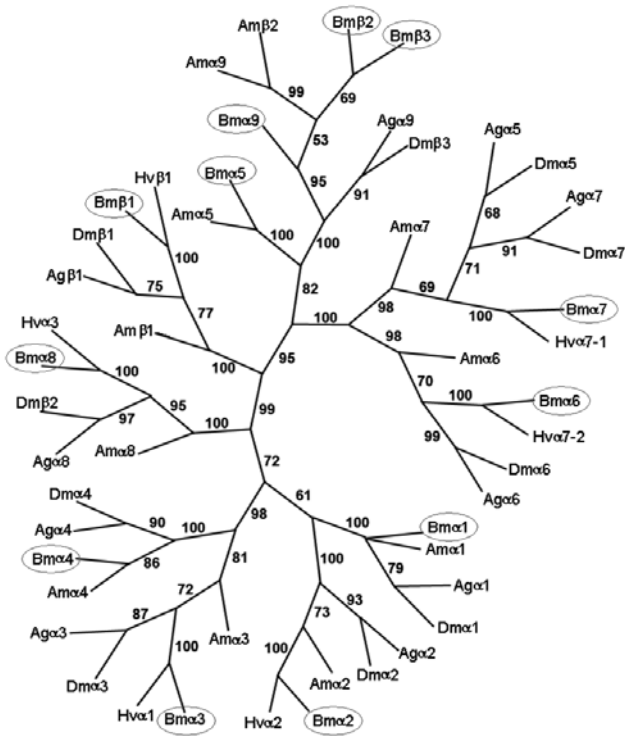 Amβ2
Bmβ2
Bmβ3
Amα9
99
69
Bmα9
53
Agα9
Dmβ3
Agα5
Bmα5
Hvβ1
95
91
Dmα5
Bmβ1
Amα5
100
100
Amα7
68
Agα7
Dmβ1
100
82
91
Dmα7
Agβ1
75
71
77
69
98
100
Bmα7
Hvα3
Amβ1
100
98
Hvα7-1
Bmα8
100
95
Amα6
100
70
Dmβ2
95
100
99
100
Bmα6
97
Agα8
Amα8
99
Hvα7-2
72
Dmα6
Dmα4
98
61
Agα6
Agα4
90
100
100
Bmα1
Amα1
Bmα4
86
81
100
79
Amα4
72
Agα1
87
73
93
Dmα1
Agα3
Amα3
100
100
Agα2
Dmα3
Amα2
Dmα2
Hvα1
Bmα3
Hvα2
Bmα2